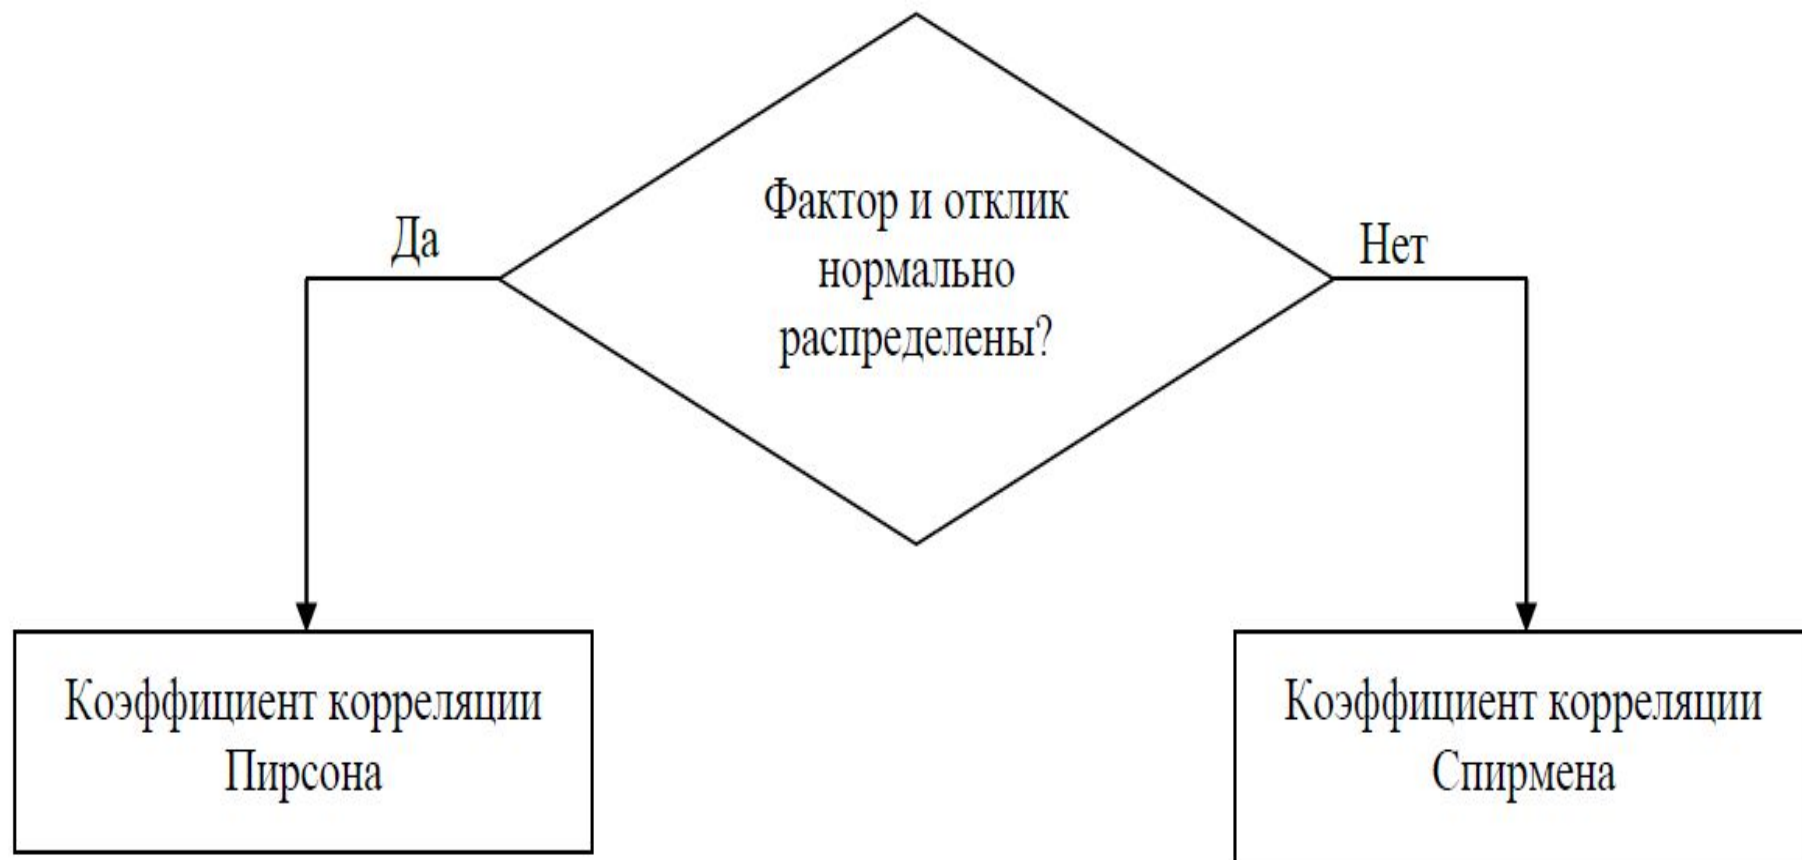 Фактор и отклик
нормально
распределены?
Да
Нет
Коэффициент корреляции
Пирсона
Коэффициент корреляции
Спирмена